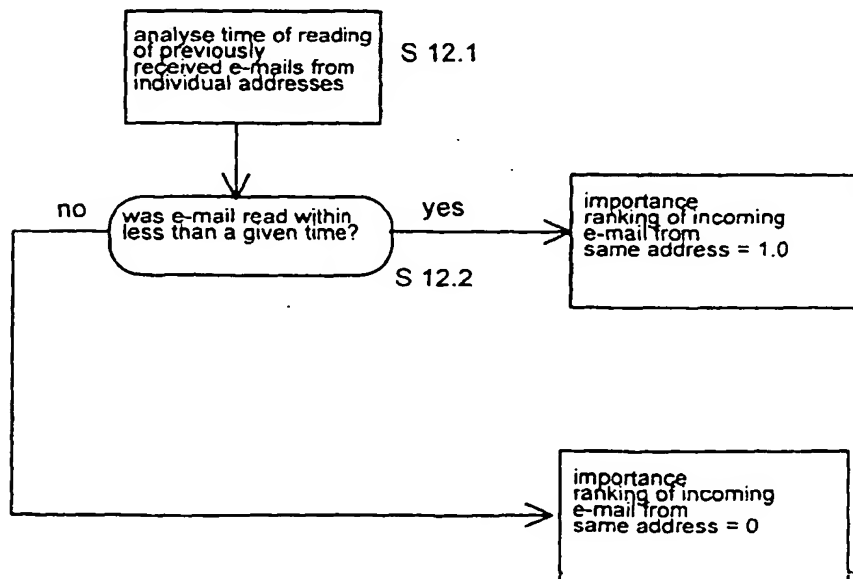 analyse time of reading
of previously
received e-mails from
individual addresses
S 12.1
no
was e-mail read within
less than a given time?
yes
S 12.2
importance
ranking of incoming
e-mail from
same address = 1.0
importance
ranking of incoming
e-mail from
same address = 0